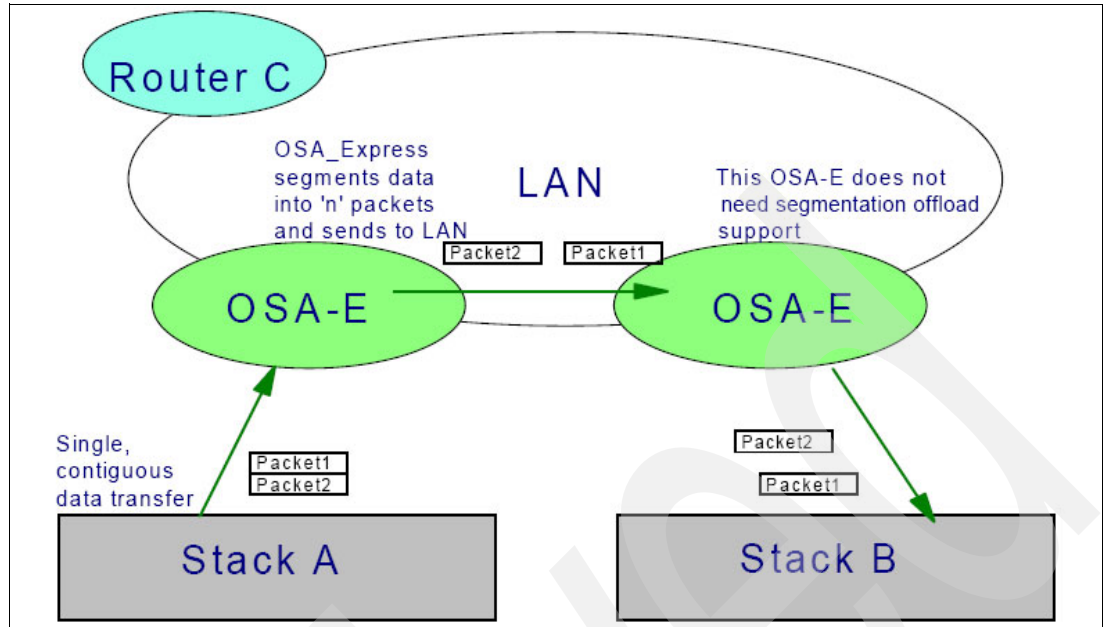 Router C
OSA_Express
segments data
into 'n' packets
and sends to LAN
LAN
This OSA-E does not
need segmentation offload
support
Packet2
Packet1
OSA-E
OSA-E
Single,
contiguous
data transfer
Packet1
Packet2
Packet2
Packet1
Stack A
Stack B